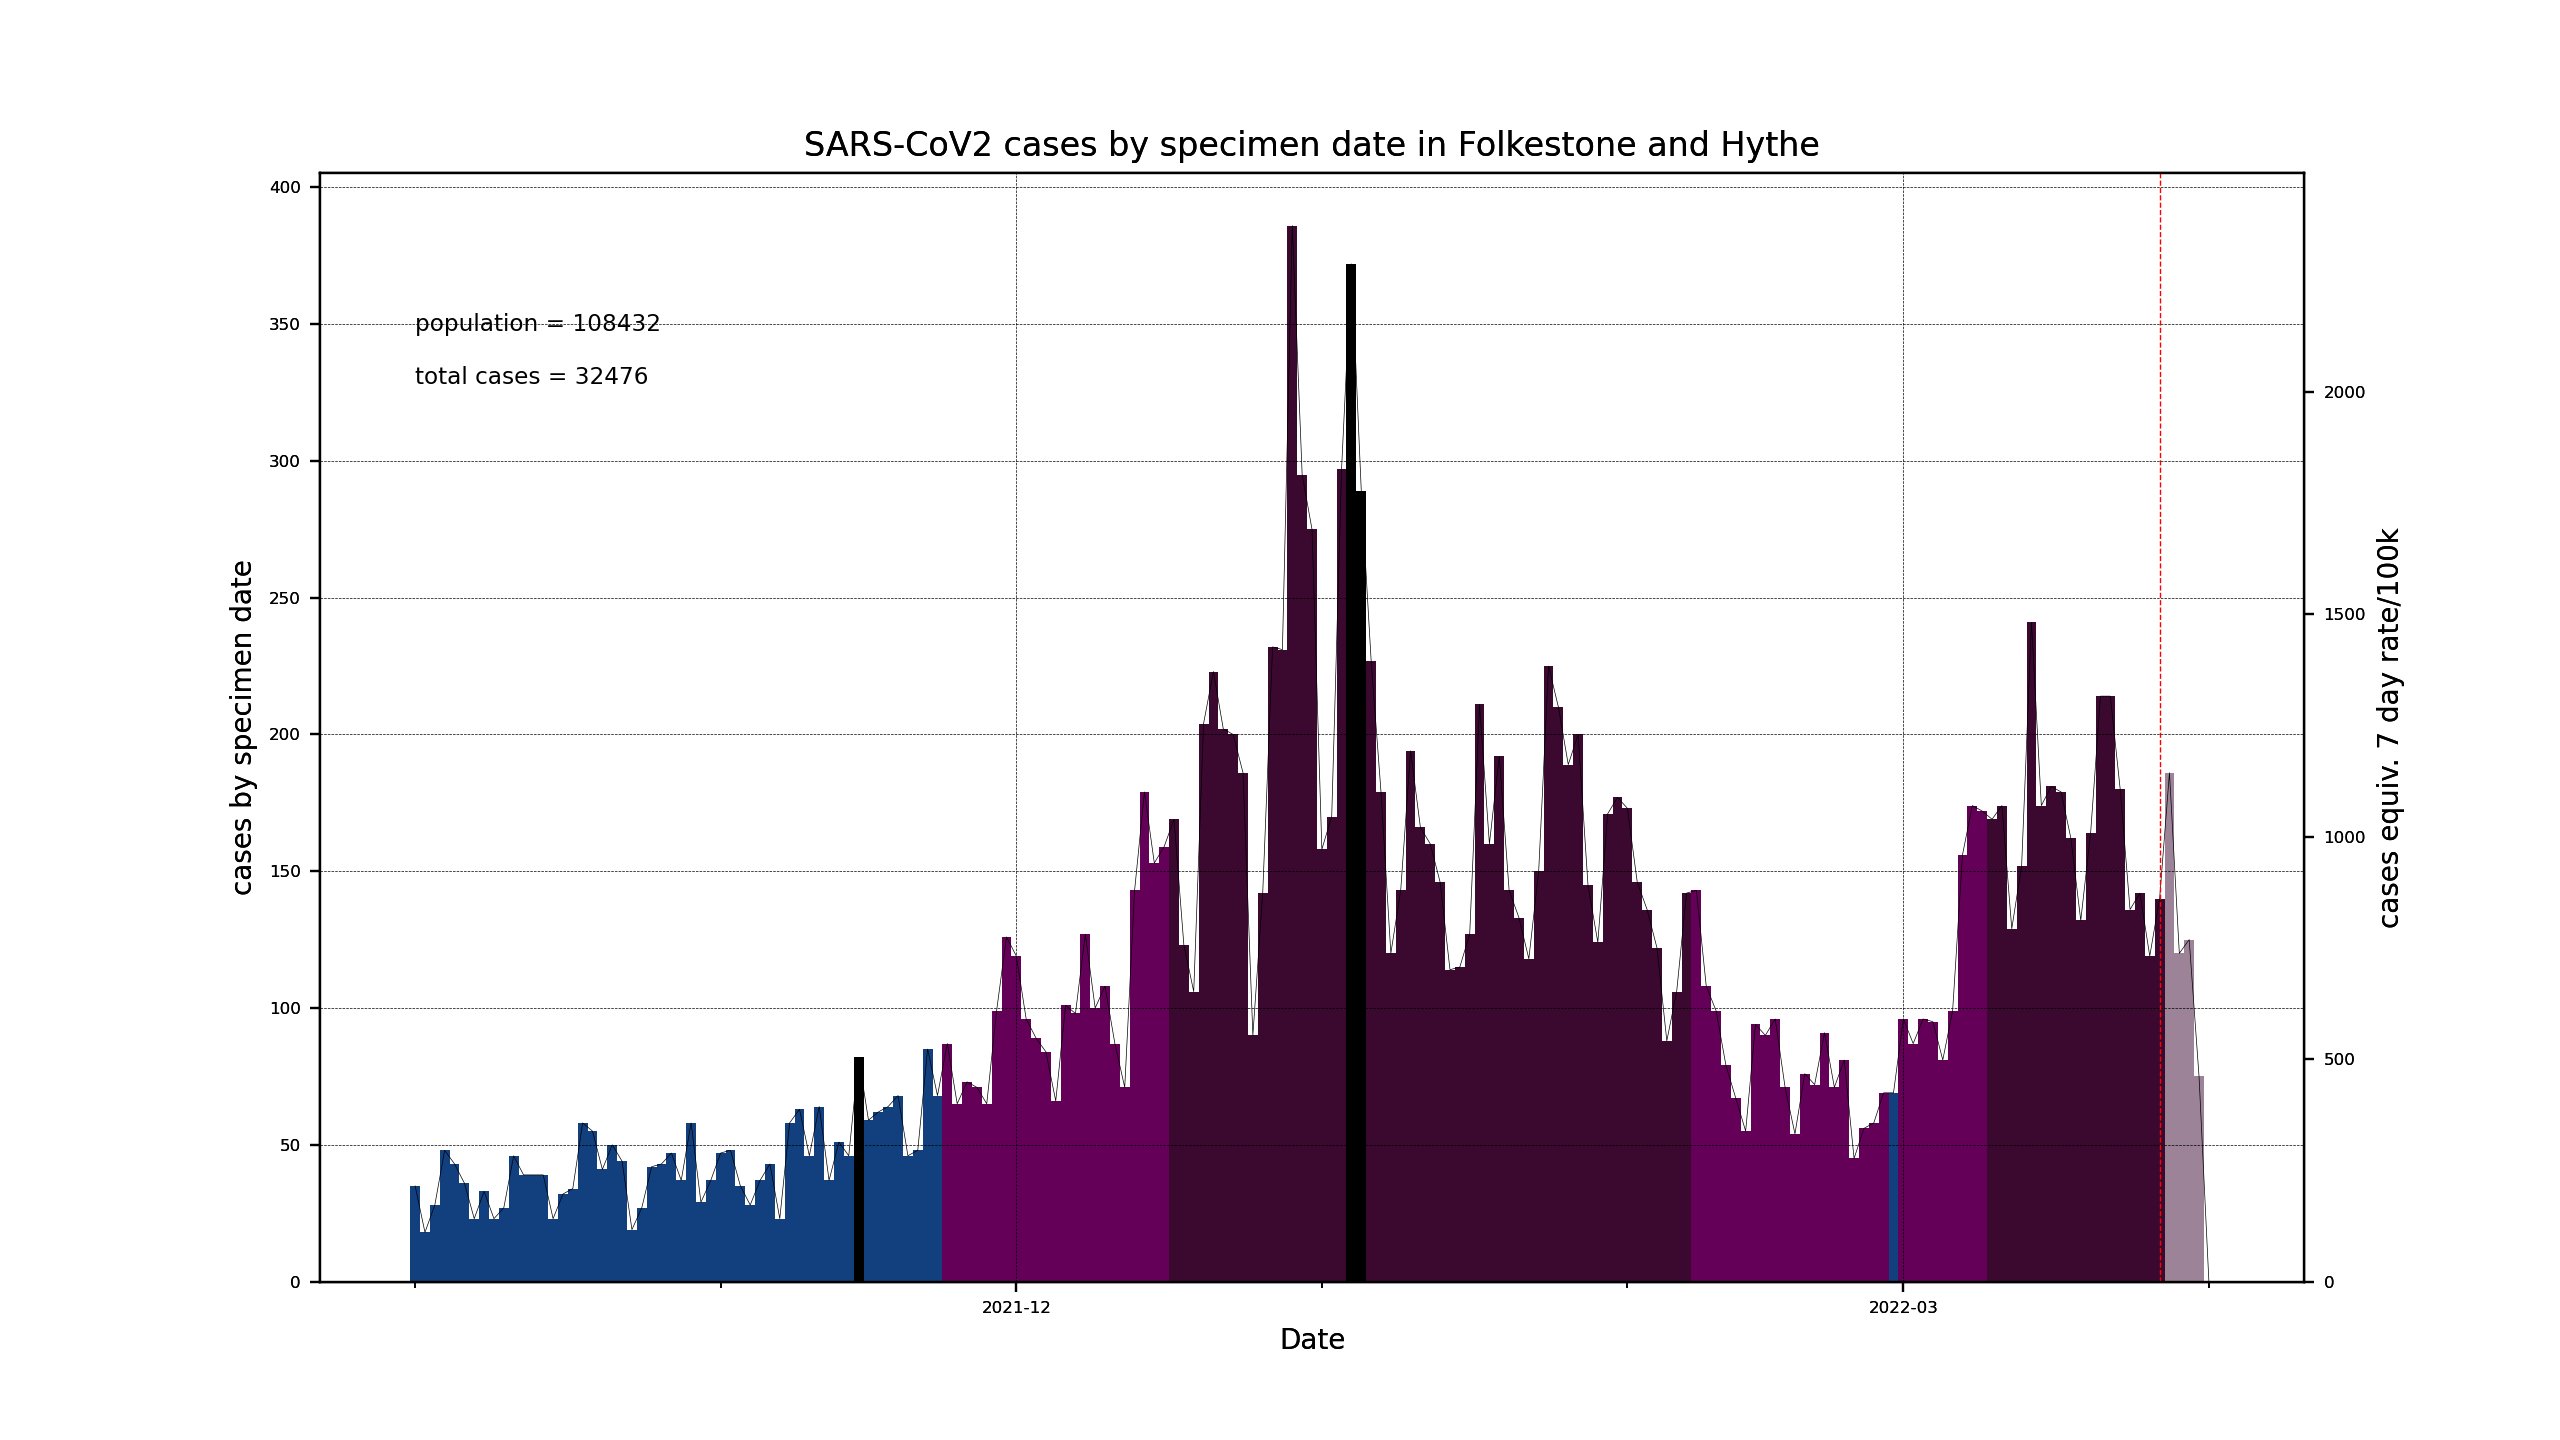 SARS-CoV2 cases by specimen date in Folkestone and Hythe
population = 108432
total cases = 32476
cases by specimen date
400
350
300
250
200
150
100
50
0
2000
1500
1000
500
0
cases equiv. 7 day rate/100k
2021-12
2022-03
Date